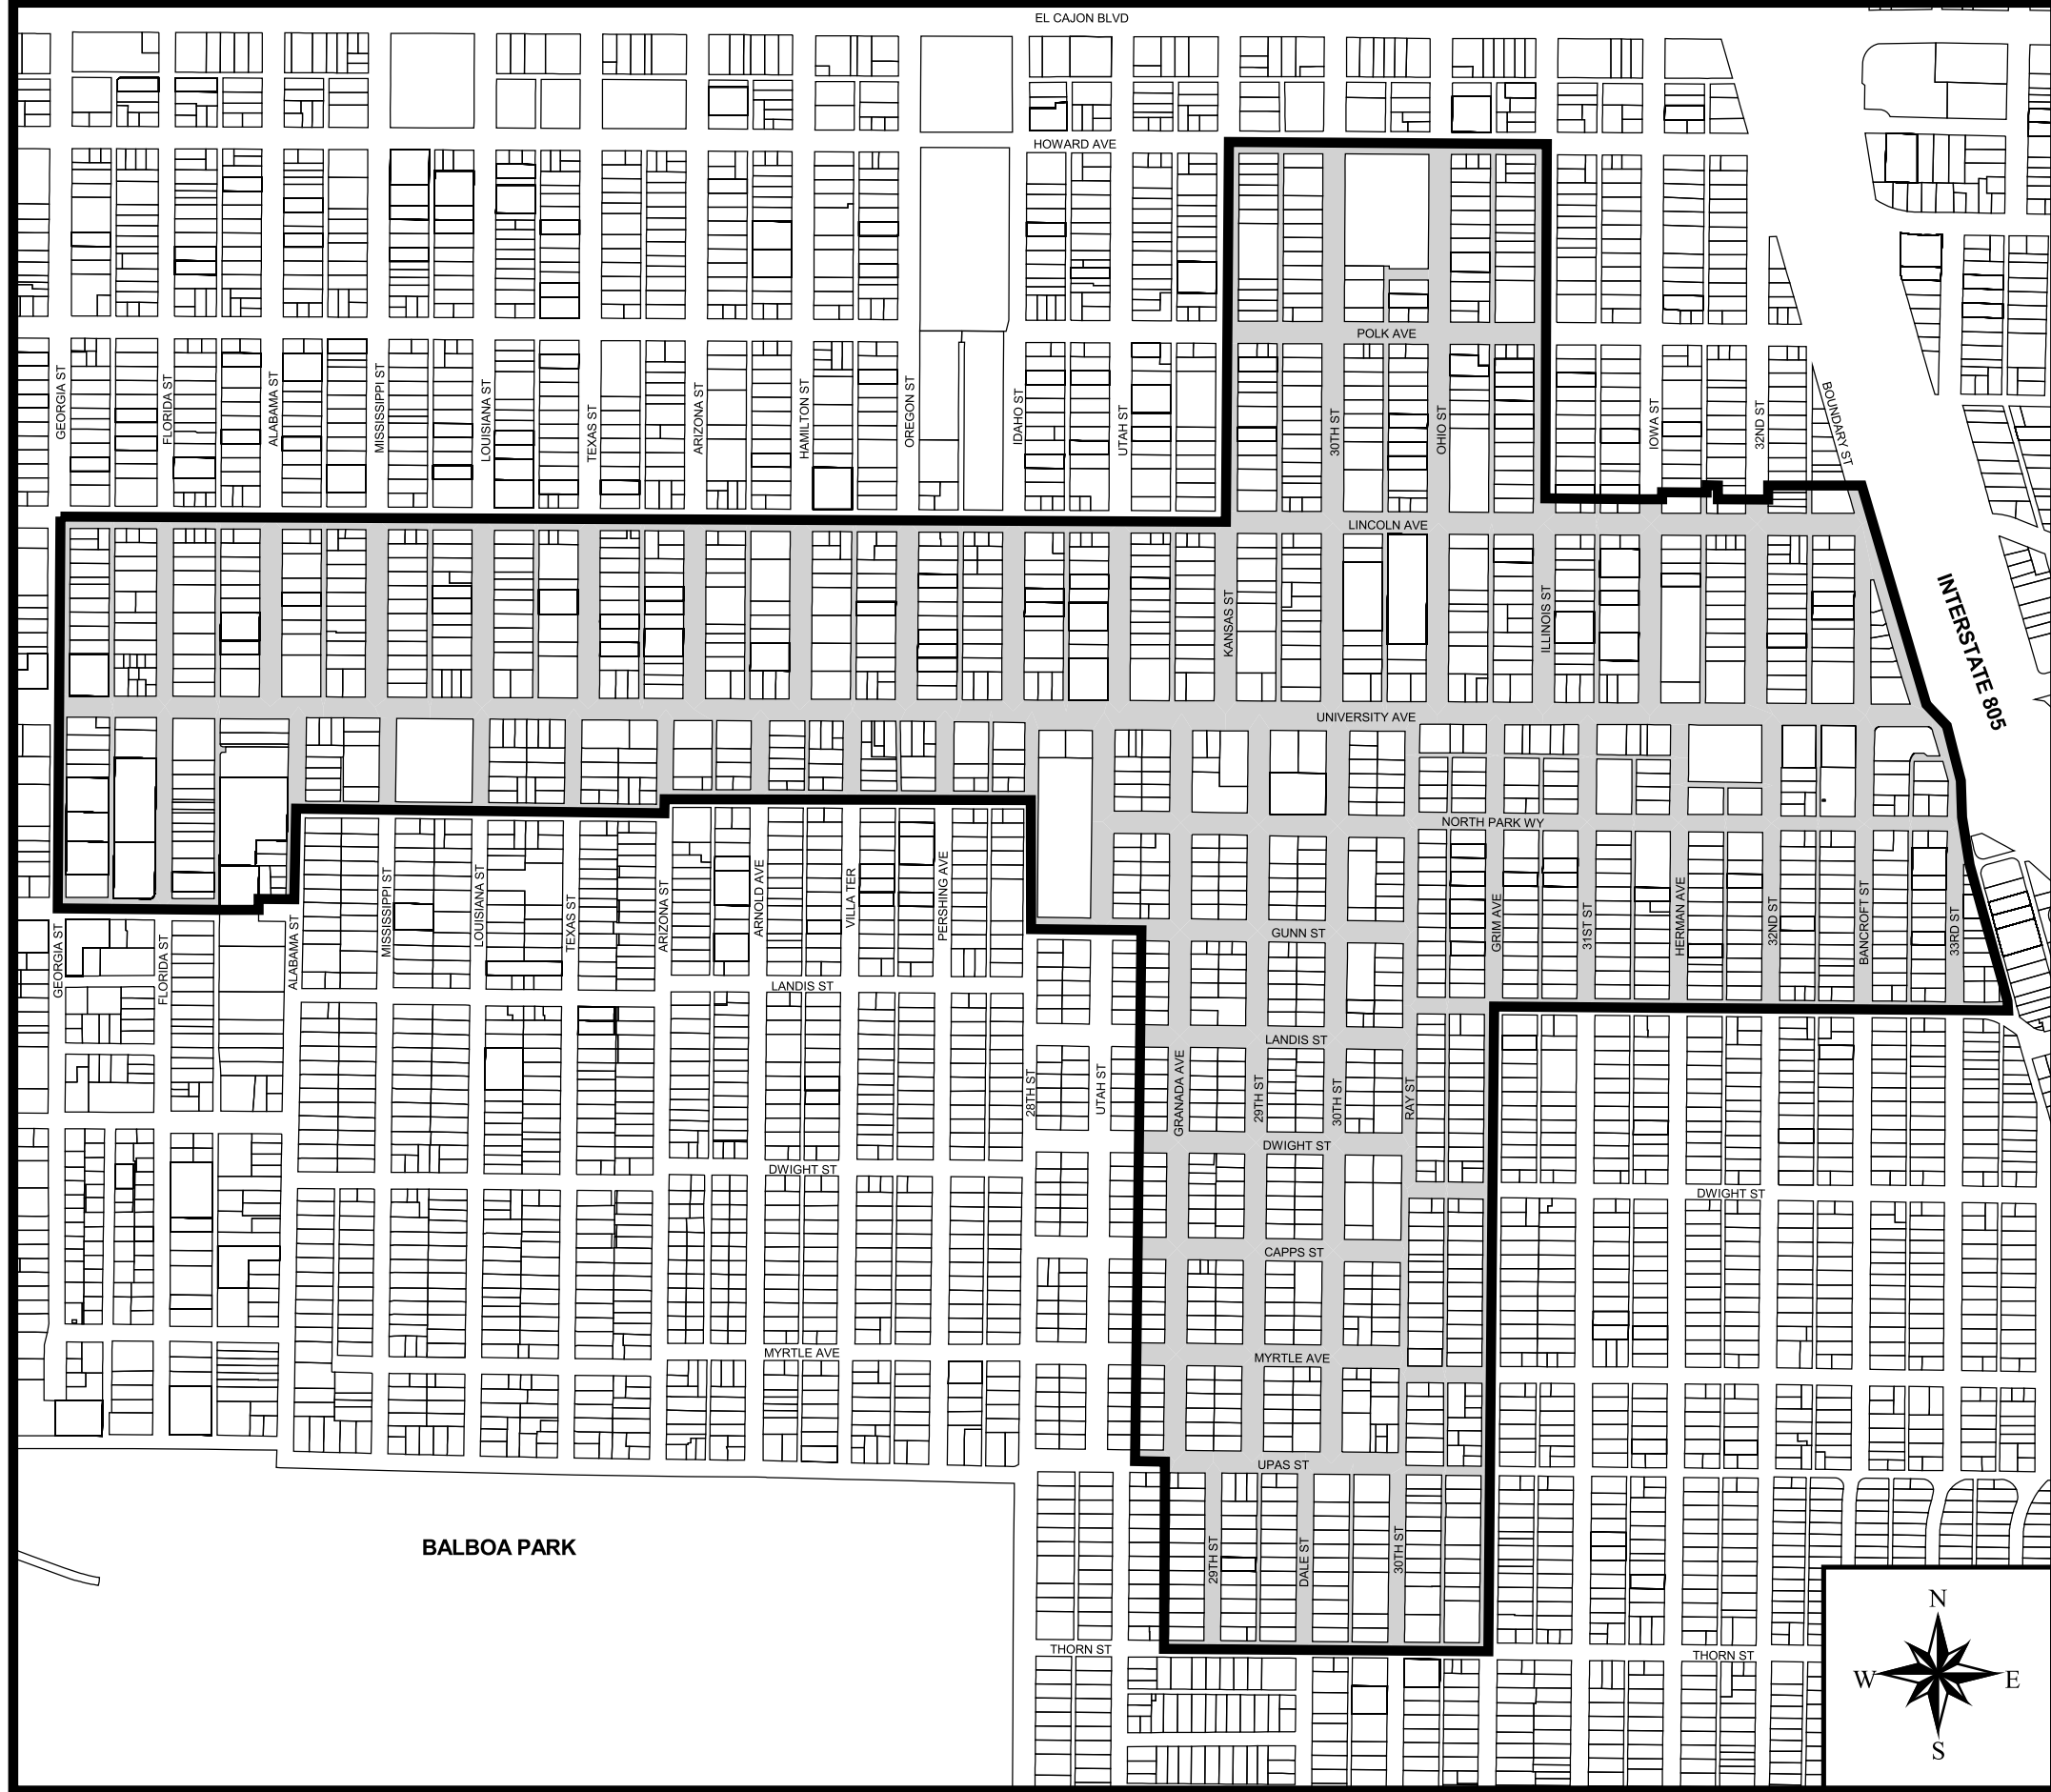 EL CAJON BLVD
HOWARD AVE
POLK AVE
GEORGIA ST
FLORIDA ST
ALABAMA ST
MISSISSIPPI ST
LOUISIANA ST
TEXAS ST
ARIZONA ST
HAMILTON ST
OREGON ST
IDAHO ST
UTAH ST
30TH ST
OHIO ST
IOWA ST
32ND ST
BOUNDARY ST
LINCOLN AVE
KANSAS ST
ILLINOIS ST
INTERSTATE 805
UNIVERSITY AVE
NORTH PARK WY
GEORGIA ST
FLORIDA ST
ALABAMA ST
MISSISSIPPI ST
LOUISIANA ST
TEXAS ST
ARIZONA ST
ARNOLD AVE
VILLA TER
PERSHING AVE
GUNN ST
GRIM AVE
31ST ST
HERMAN AVE
32ND ST
BANCROFT ST
33RD ST
LANDIS ST
LANDIS ST
28TH ST
UTAH ST
GRANADA AVE
29TH ST
30TH ST
RAY ST
DWIGHT ST
DWIGHT ST
DWIGHT ST
CAPPS ST
MYRTLE AVE
MYRTLE AVE
UPAS ST
BALBOA PARK
29TH ST
DALE ST
30TH ST
THORN ST
THORN ST
N
W
E
S